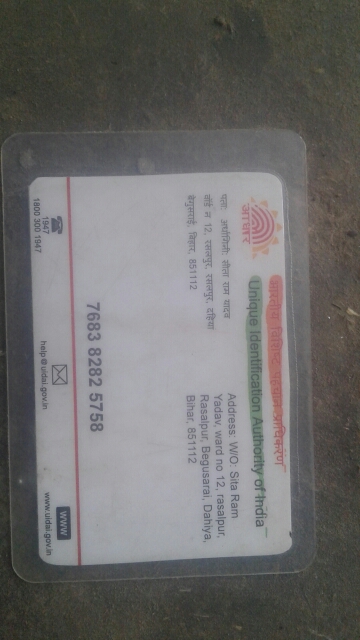 भारतीय विशिष्ट पहचान प्राधिकरण
Unique Identification Authority of India
आधार
पता: अर्धांगिनी: सीता राम यादव
वॉर्ड न 12, रसलपुर, रसलपुर, दहिया
बेगुसराई, बिहार, 851112
Address: W/O: Sita Ram
Yadav, ward no 12, rasalpur,
Rasalpur, Begusarai, Dahiya,
Bihar, 851112
7683 8282 5758
1947
1800 300 1947
help@uidai.gov.in
www
www.uidai.gov.in